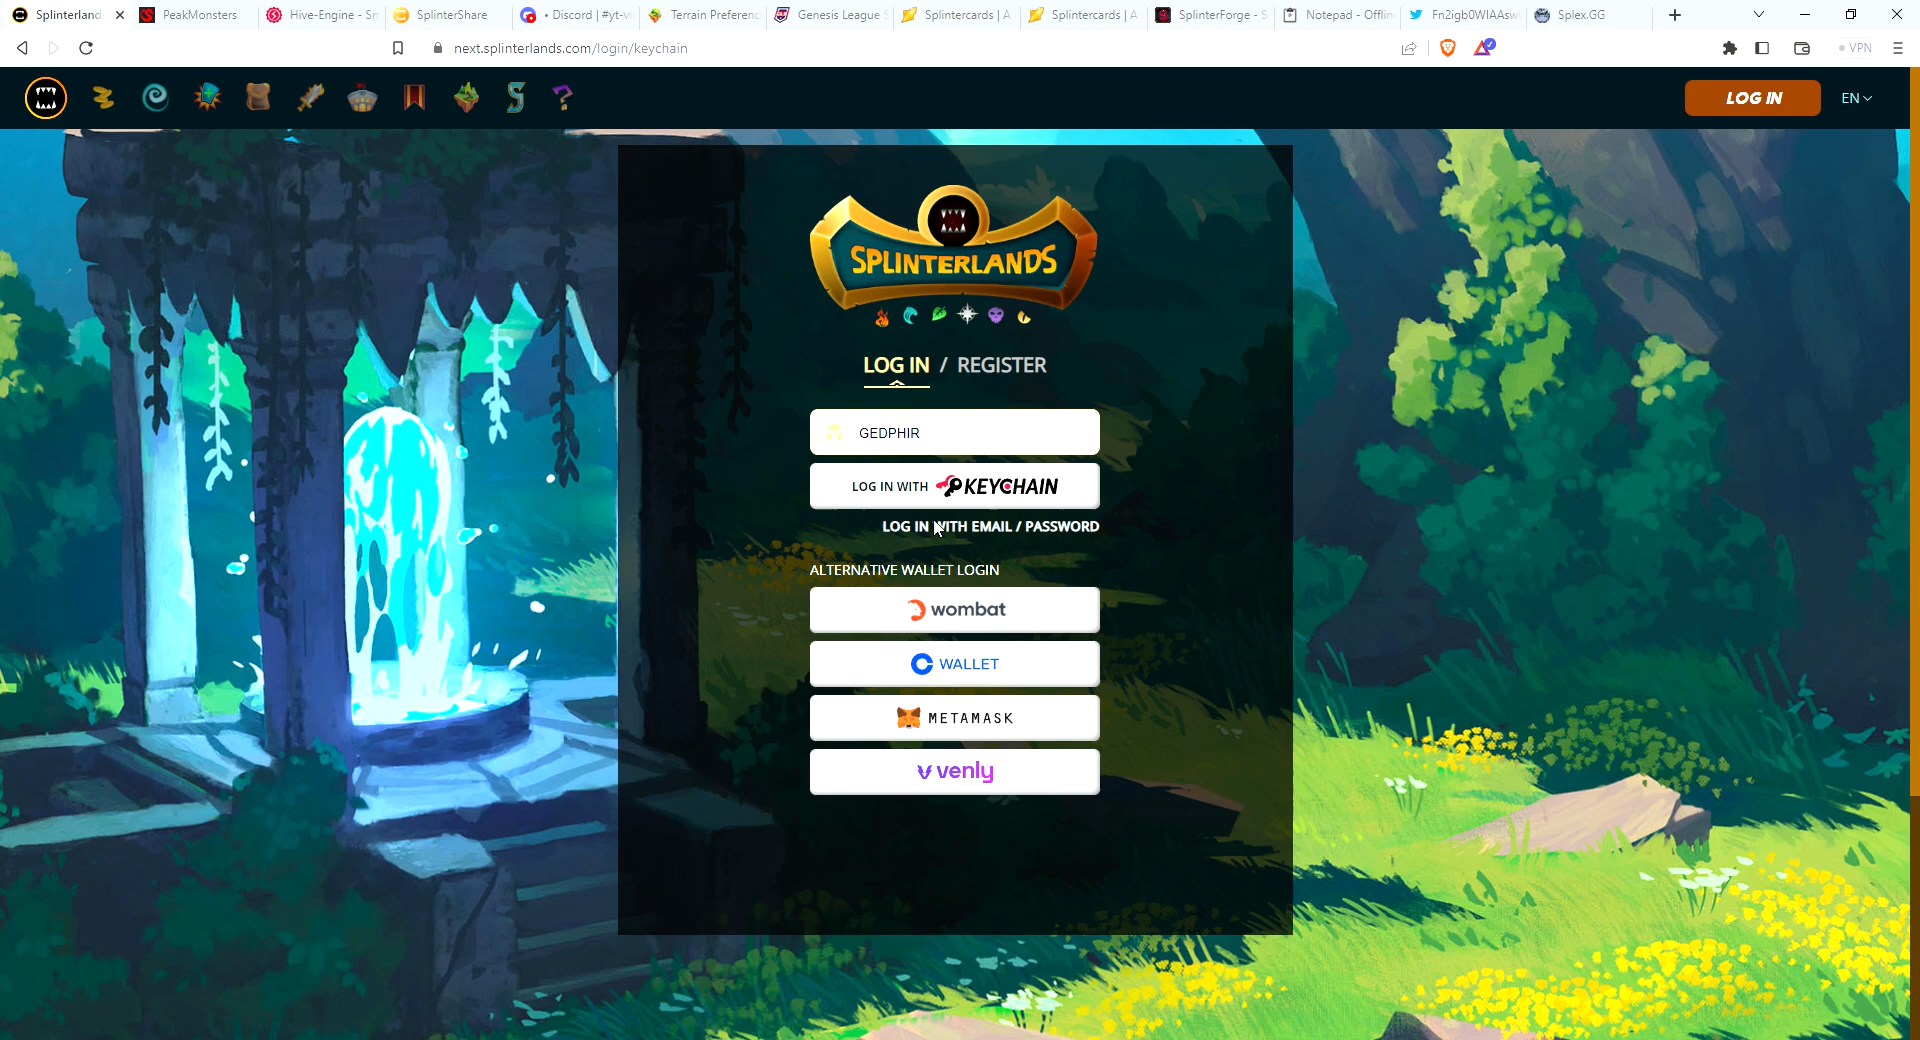 Splinterland
PeakMonsters
Hive-Engine - Sm
SplinterShare
• Discord | #yt-vi
Terrain Preferenc
Genesis League S
Splintercards | A
Splintercards | A
SplinterForge - S
Notepad - Offlin
Fn2igb0WIAAsw
Splex.GG
next.splinterlands.com/login/keychain
VPN
LOG IN
EN
SPLINTERLANDS
LOG IN / REGISTER
GEDPHIR
LOG IN WITH KEYCHAIN
LOG IN WITH EMAIL / PASSWORD
ALTERNATIVE WALLET LOGIN
wombat
WALLET
METAMASK
venly